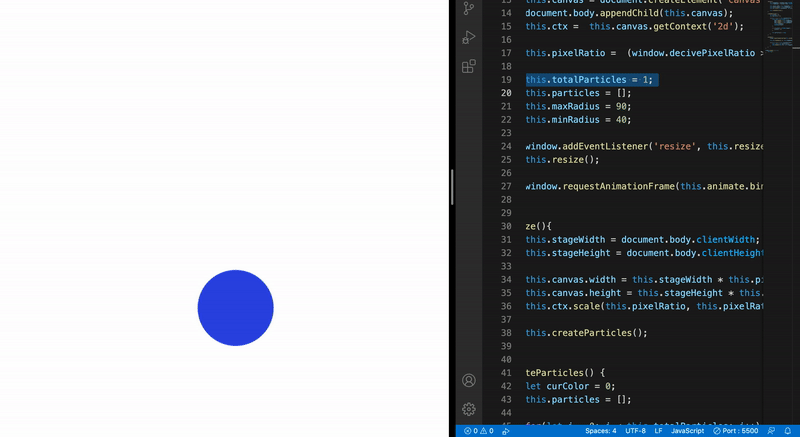 13 this.canvas = document.createElement('canvas
14 document.body.appendChild(this.canvas);
15 this.ctx =  this.canvas.getContext('2d');
16
17 this.pixelRatio =  (window.decivePixelRatio >
18
19 this.totalParticles = 1;
20 this.particles = [];
21 this.maxRadius = 90;
22 this.minRadius = 40;
23
24 window.addEventListener('resize', this.resize
25 this.resize();
26
27 window.requestAnimationFrame(this.animate.bin
28
29
30 ze(){
31 this.stageWidth = document.body.clientWidth;
32 this.stageHeight = document.body.clientHeight
33
34 this.canvas.width = this.stageWidth * this.pi
35 this.canvas.height = this.stageHeight * this.
36 this.ctx.scale(this.pixelRatio, this.pixelRat
37
38 this.createParticles();
39
40
41 teParticles() {
42 let curColor = 0;
43 this.particles = [];
44
0 0 Spaces: 4 UTF-8 LF JavaScript Port : 5500